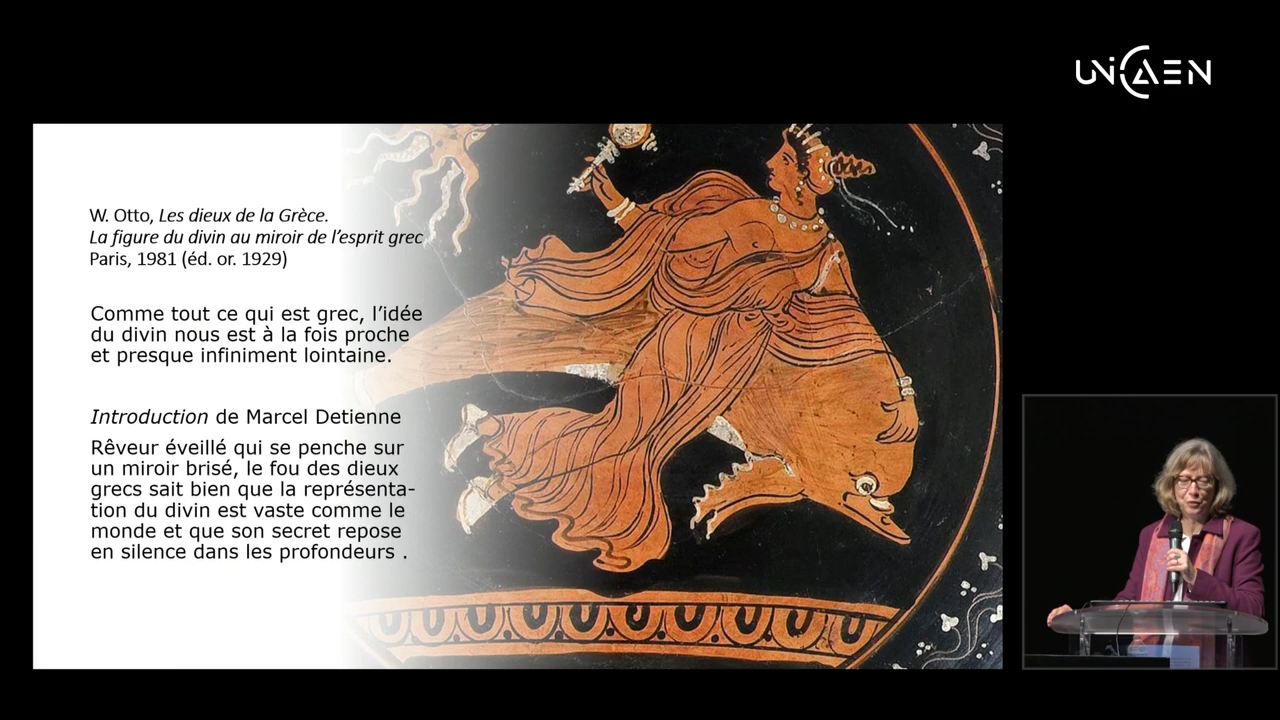 UNICAEN
W. Otto, Les dieux de la Grèce.
La figure du divin au miroir de l’esprit grec
Paris, 1981 (éd. or. 1929)
Comme tout ce qui est grec, l’idée
du divin nous est à la fois proche
et presque infiniment lointaine.
Introduction de Marcel Detienne
Rêveur éveillé qui se penche sur
un miroir brisé, le fou des dieux
grecs sait bien que la représenta-
tion du divin est vaste comme le
monde et que son secret repose
en silence dans les profondeurs .